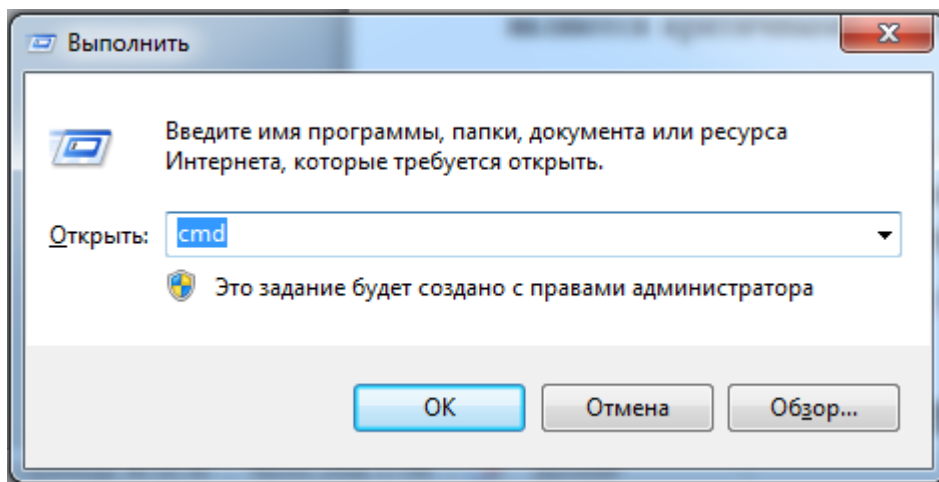 Выполнить
Введите имя программы, папки, документа или ресурса
Интернета, которые требуется открыть.
Открыть: cmd
Это задание будет создано с правами администратора
ОК Отмена Обзор...